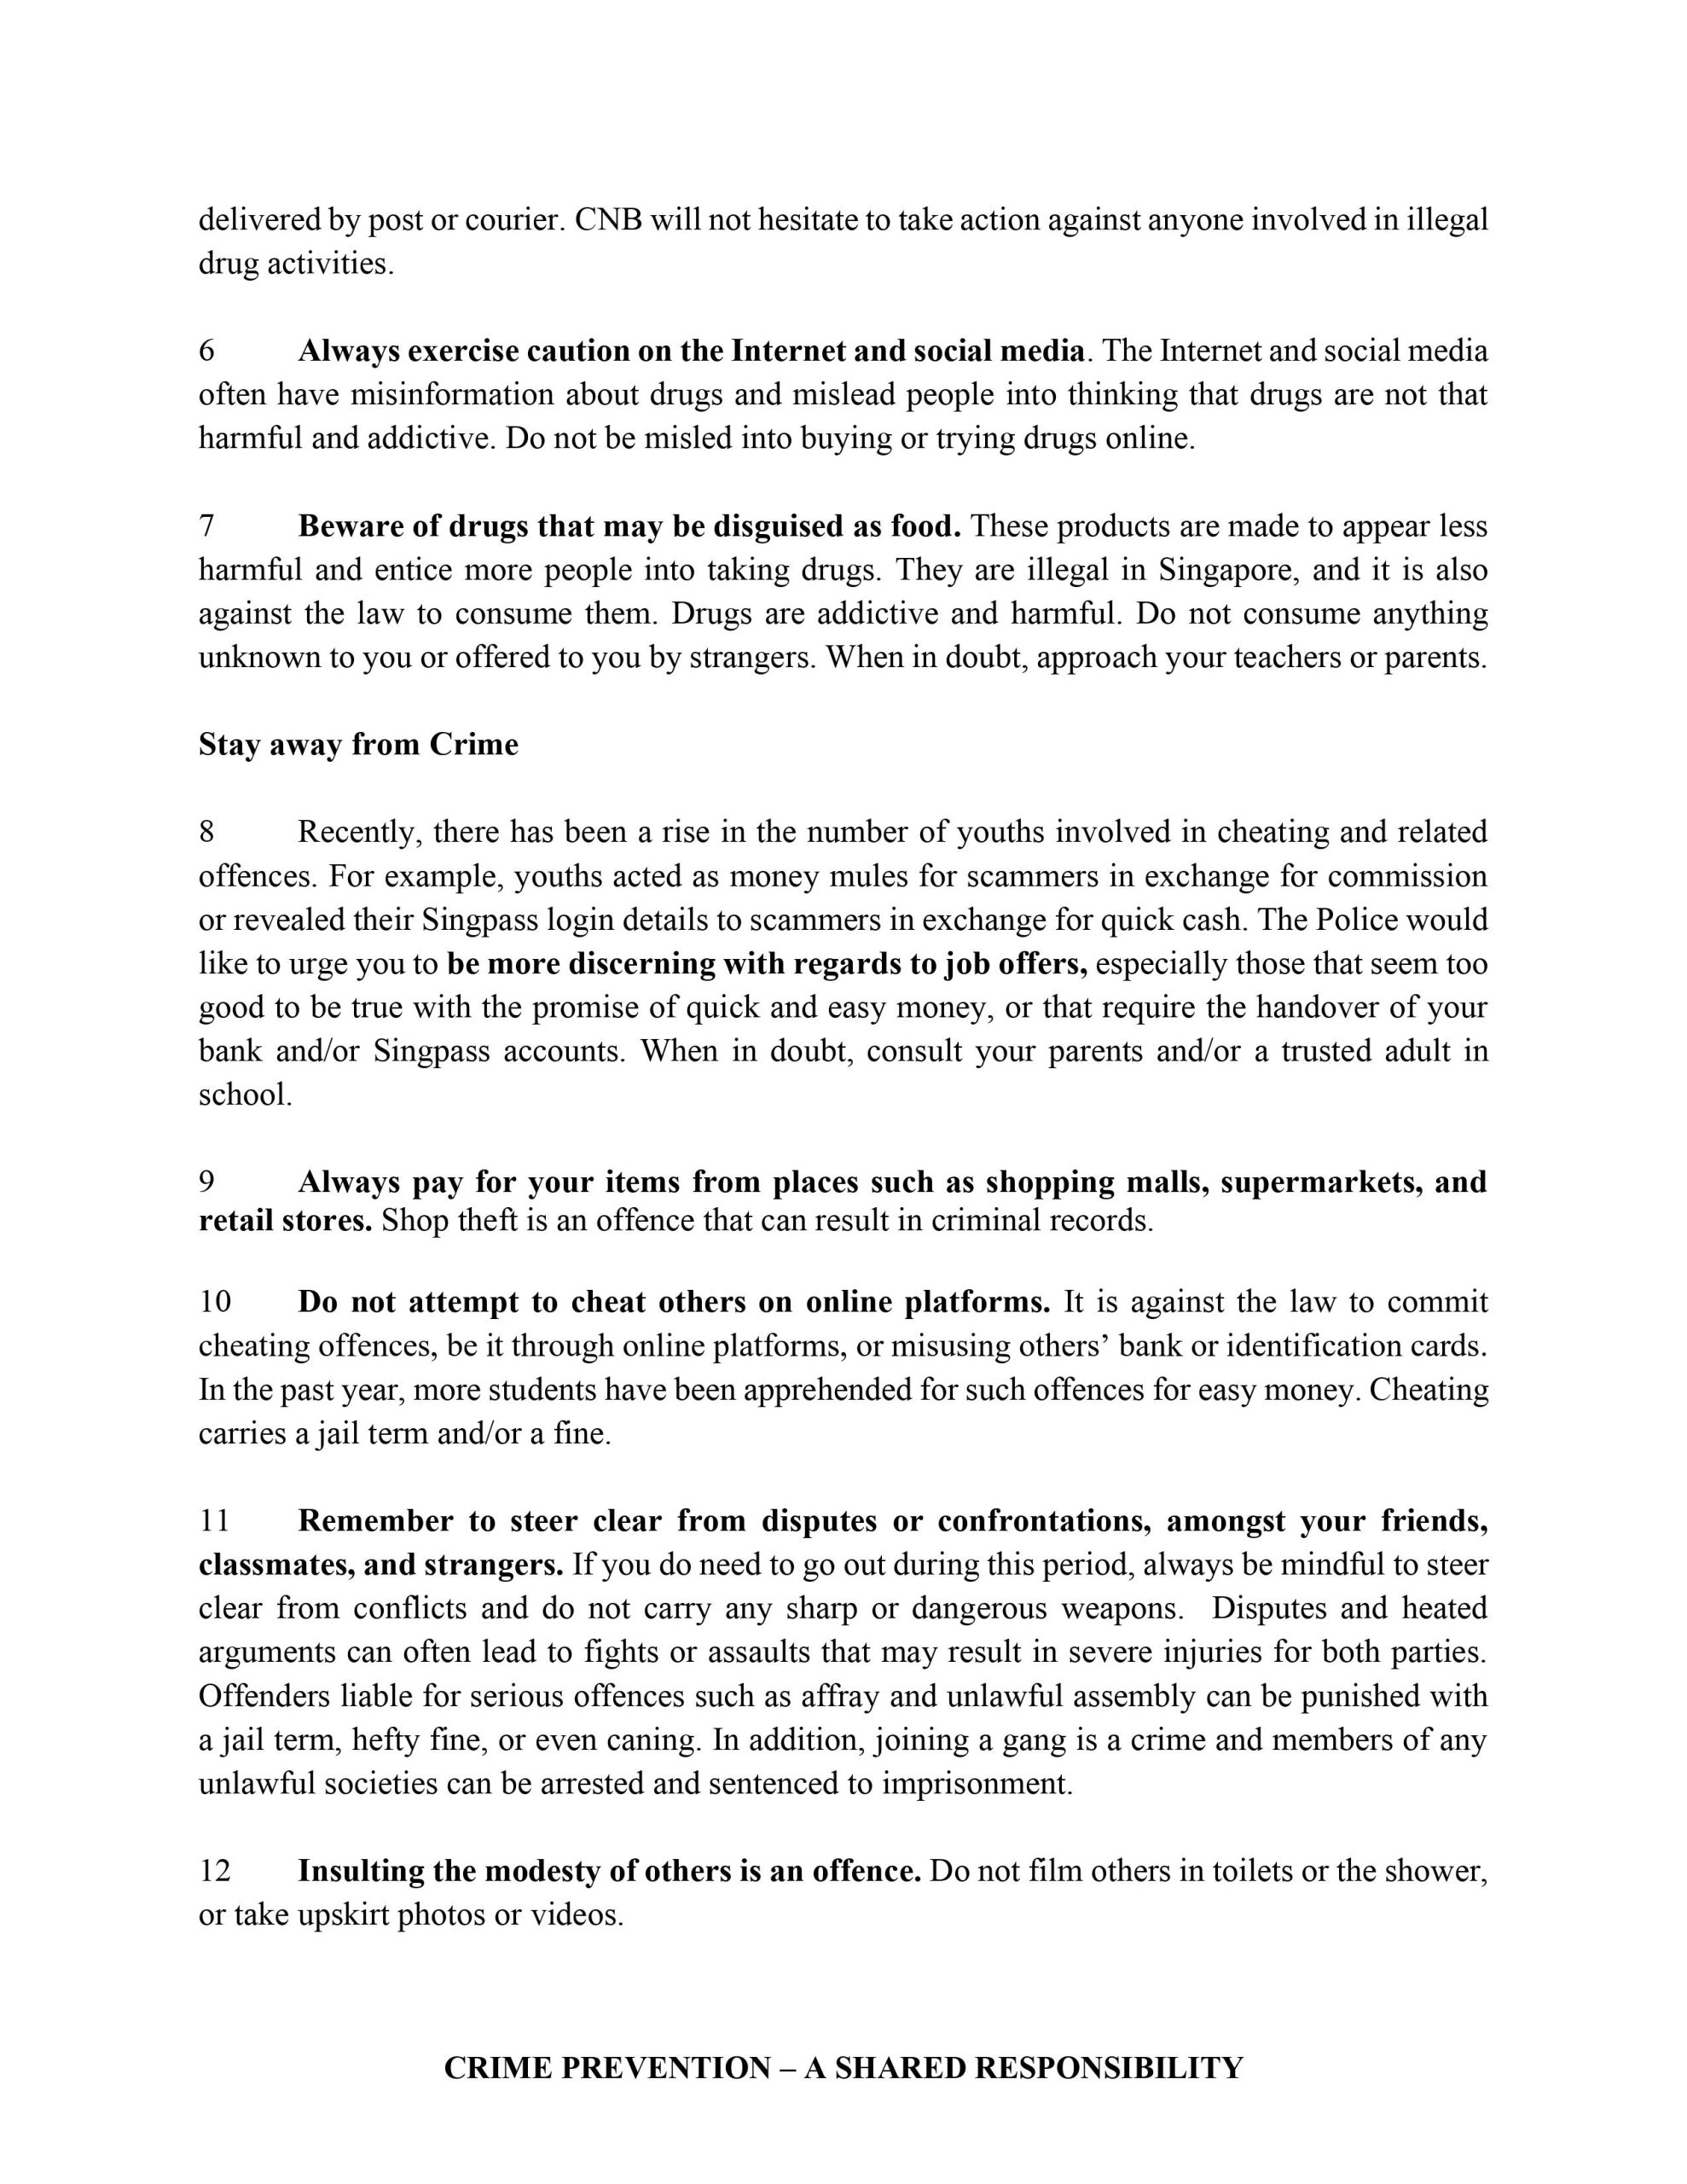 delivered by post or courier. CNB will not hesitate to take action against anyone involved in illegal
drug activities.
6 Always exercise caution on the Internet and social media. The Internet and social media
often have misinformation about drugs and mislead people into thinking that drugs are not that
harmful and addictive. Do not be misled into buying or trying drugs online.
7 Beware of drugs that may be disguised as food. These products are made to appear less
harmful and entice more people into taking drugs. They are illegal in Singapore, and it is also
against the law to consume them. Drugs are addictive and harmful. Do not consume anything
unknown to you or offered to you by strangers. When in doubt, approach your teachers or parents.
Stay away from Crime
8 Recently, there has been a rise in the number of youths involved in cheating and related
offences. For example, youths acted as money mules for scammers in exchange for commission
or revealed their Singpass login details to scammers in exchange for quick cash. The Police would
like to urge you to be more discerning with regards to job offers, especially those that seem too
good to be true with the promise of quick and easy money, or that require the handover of your
bank and/or Singpass accounts. When in doubt, consult your parents and/or a trusted adult in
school.
9 Always pay for your items from places such as shopping malls, supermarkets, and
retail stores. Shop theft is an offence that can result in criminal records.
10 Do not attempt to cheat others on online platforms. It is against the law to commit
cheating offences, be it through online platforms, or misusing others’ bank or identification cards.
In the past year, more students have been apprehended for such offences for easy money. Cheating
carries a jail term and/or a fine.
11 Remember to steer clear from disputes or confrontations, amongst your friends,
classmates, and strangers. If you do need to go out during this period, always be mindful to steer
clear from conflicts and do not carry any sharp or dangerous weapons. Disputes and heated
arguments can often lead to fights or assaults that may result in severe injuries for both parties.
Offenders liable for serious offences such as affray and unlawful assembly can be punished with
a jail term, hefty fine, or even caning. In addition, joining a gang is a crime and members of any
unlawful societies can be arrested and sentenced to imprisonment.
12 Insulting the modesty of others is an offence. Do not film others in toilets or the shower,
or take upskirt photos or videos.
CRIME PREVENTION – A SHARED RESPONSIBILITY